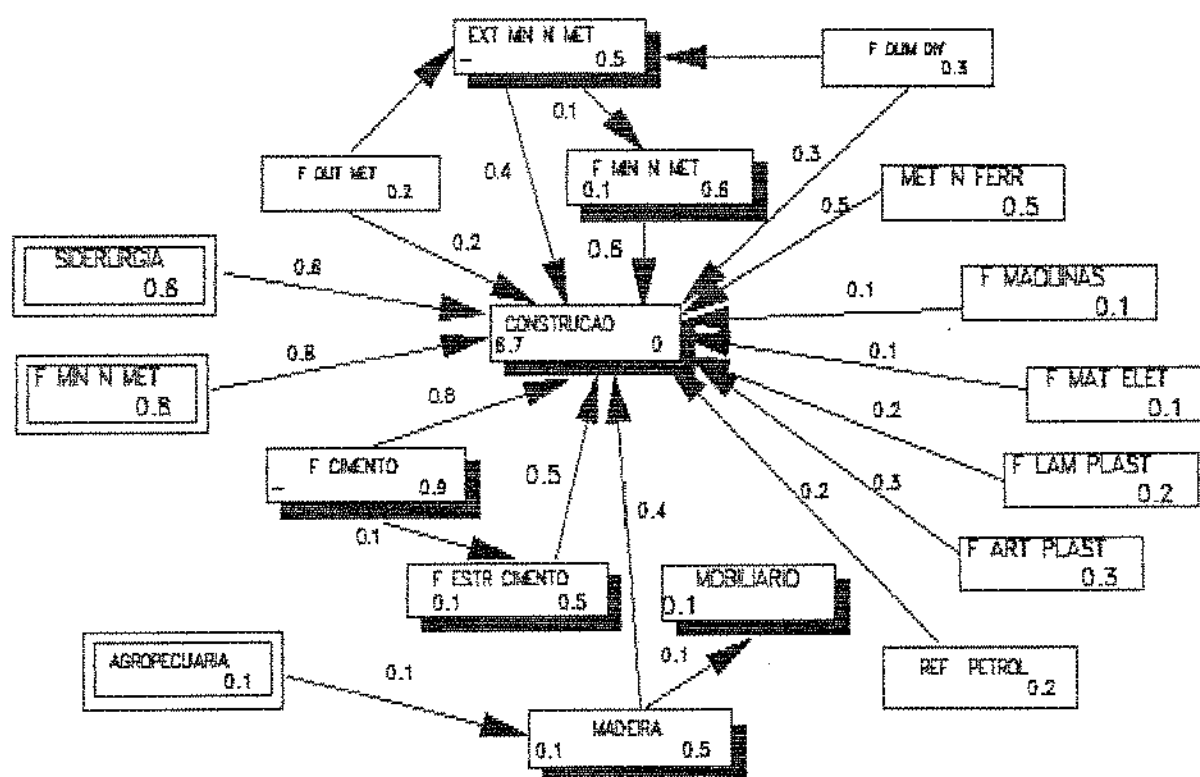 EXT MIN N MET
– 0.5
F QUIM DIV
0.3
0.1
F OUT MET
0.2
0.4
F MIN N MET
0.1 0.6
0.3
MET N FERR
0.5
0.5
SIDERURGIA
0.8
0.8
0.2
0.6
F MAQUINAS
0.1
0.1
CONSTRUCAO
6.7 0
F MIN N MET
0.8
0.8
0.1
F MAT ELET
0.1
0.8
0.2
F CIMENTO
– 0.9
0.5
0.4
0.2
0.3
F LAM PLAST
0.2
0.1
F ART PLAST
0.3
F ESTR CIMENTO
0.1 0.5
MOBILIARIO
0.1
AGROPECUARIA
0.1
0.1
0.1
REF PETROL
0.2
MADEIRA
0.1 0.5